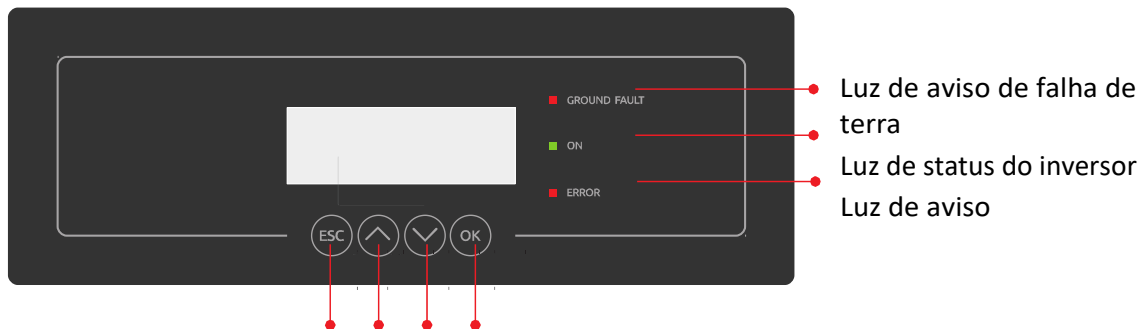 GROUND FAULT
Luz de aviso de falha de
terra
ON
Luz de status do inversor
ERROR
Luz de aviso
ESC
OK